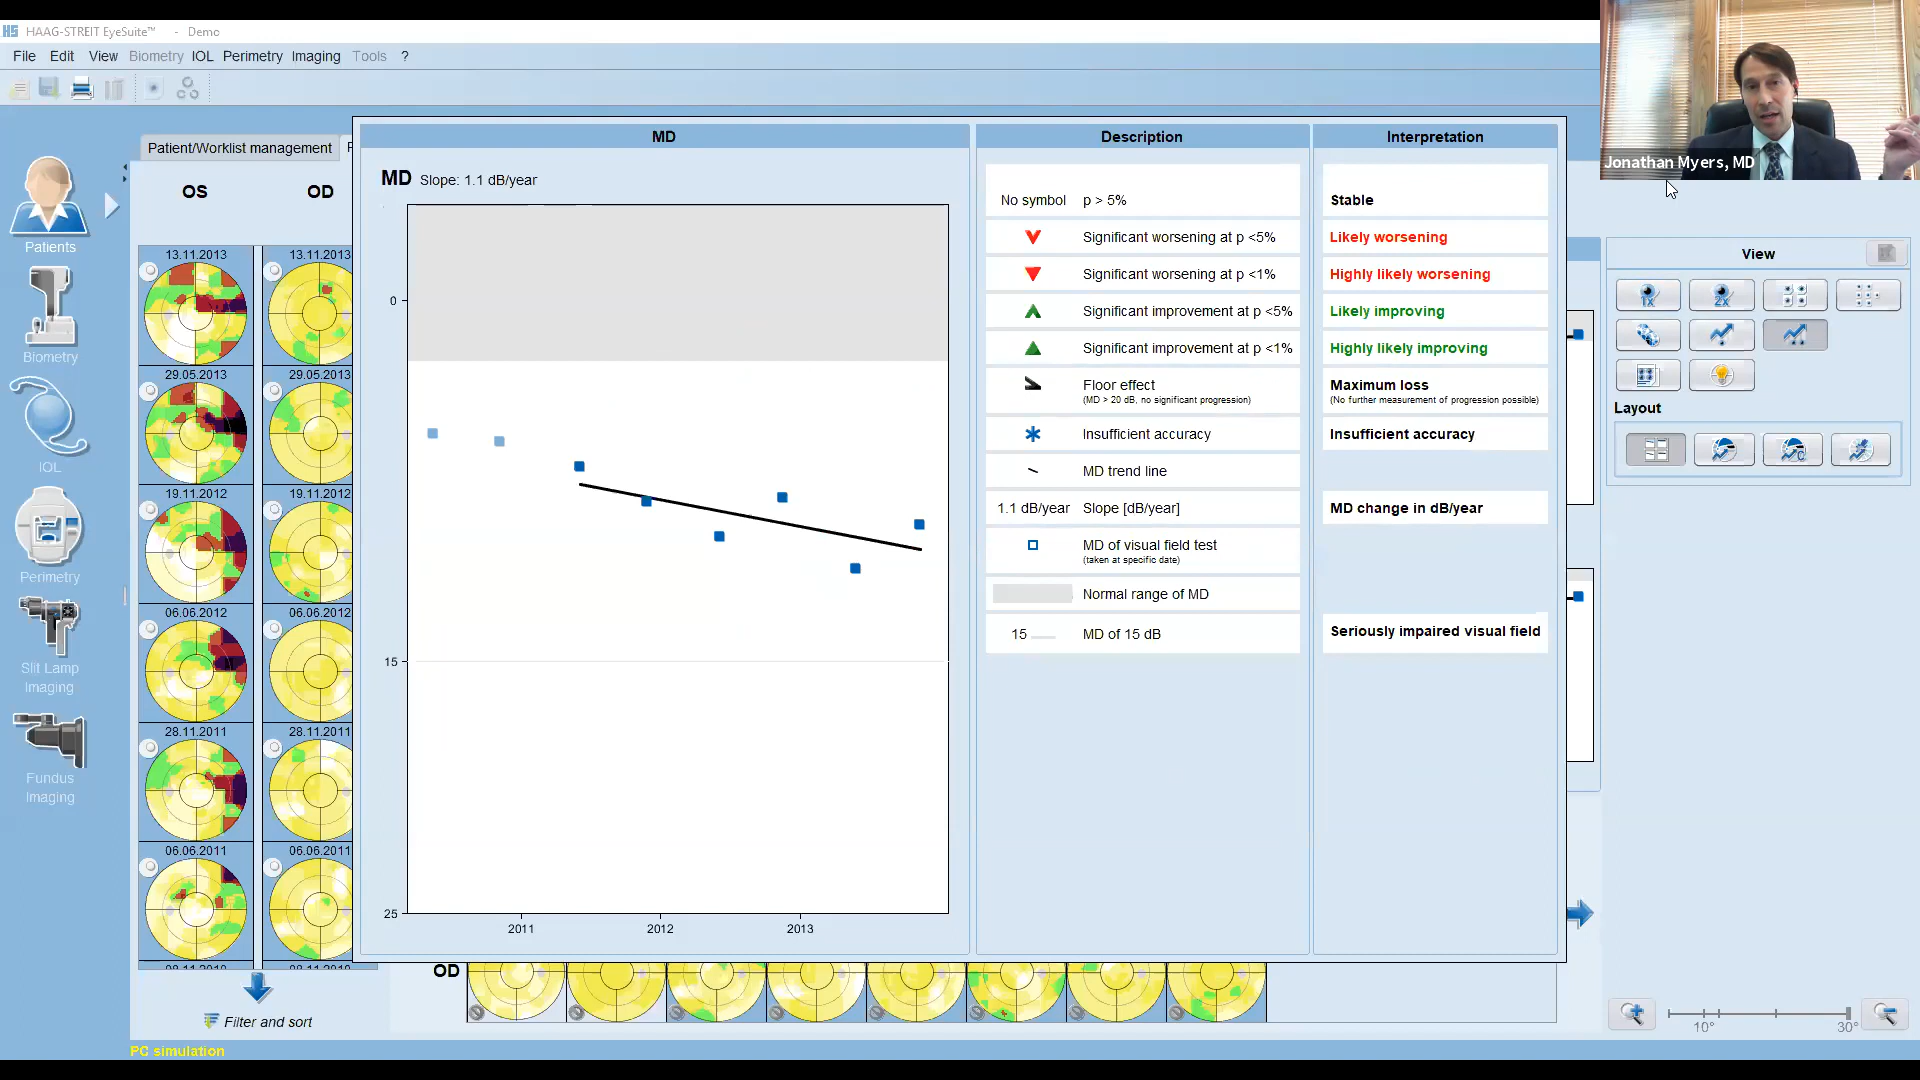 HAAG-STREIT EyeSuite™ - Demo
File Edit View Biometry IOL Perimetry Imaging Tools ?
Jonathan Myers, MD
Patient/Worklist management
OS OD
Patients
Biometry
IOL
Perimetry
Slit Lamp
Imaging
Fundus
Imaging
13.11.2013 13.11.2013
29.05.2013 29.05.2013
19.11.2012 19.11.2012
06.06.2012 06.06.2012
28.11.2011 28.11.2011
06.06.2011 06.06.2011
08.11.2010 08.11.2010
Filter and sort
PC simulation
MD
MD Slope: 1.1 dB/year
0
15
25
2011 2012 2013
OD
Description Interpretation
No symbol p > 5% Stable
Significant worsening at p <5% Likely worsening
Significant worsening at p <1% Highly likely worsening
Significant improvement at p <5% Likely improving
Significant improvement at p <1% Highly likely improving
Floor effect Maximum loss
(MD > 20 dB, no significant progression) (No further measurement of progression possible)
Insufficient accuracy Insufficient accuracy
MD trend line
1.1 dB/year Slope [dB/year] MD change in dB/year
MD of visual field test
(taken at specific date)
Normal range of MD
15 MD of 15 dB Seriously impaired visual field
View
1X 2X
Layout
10° 30°